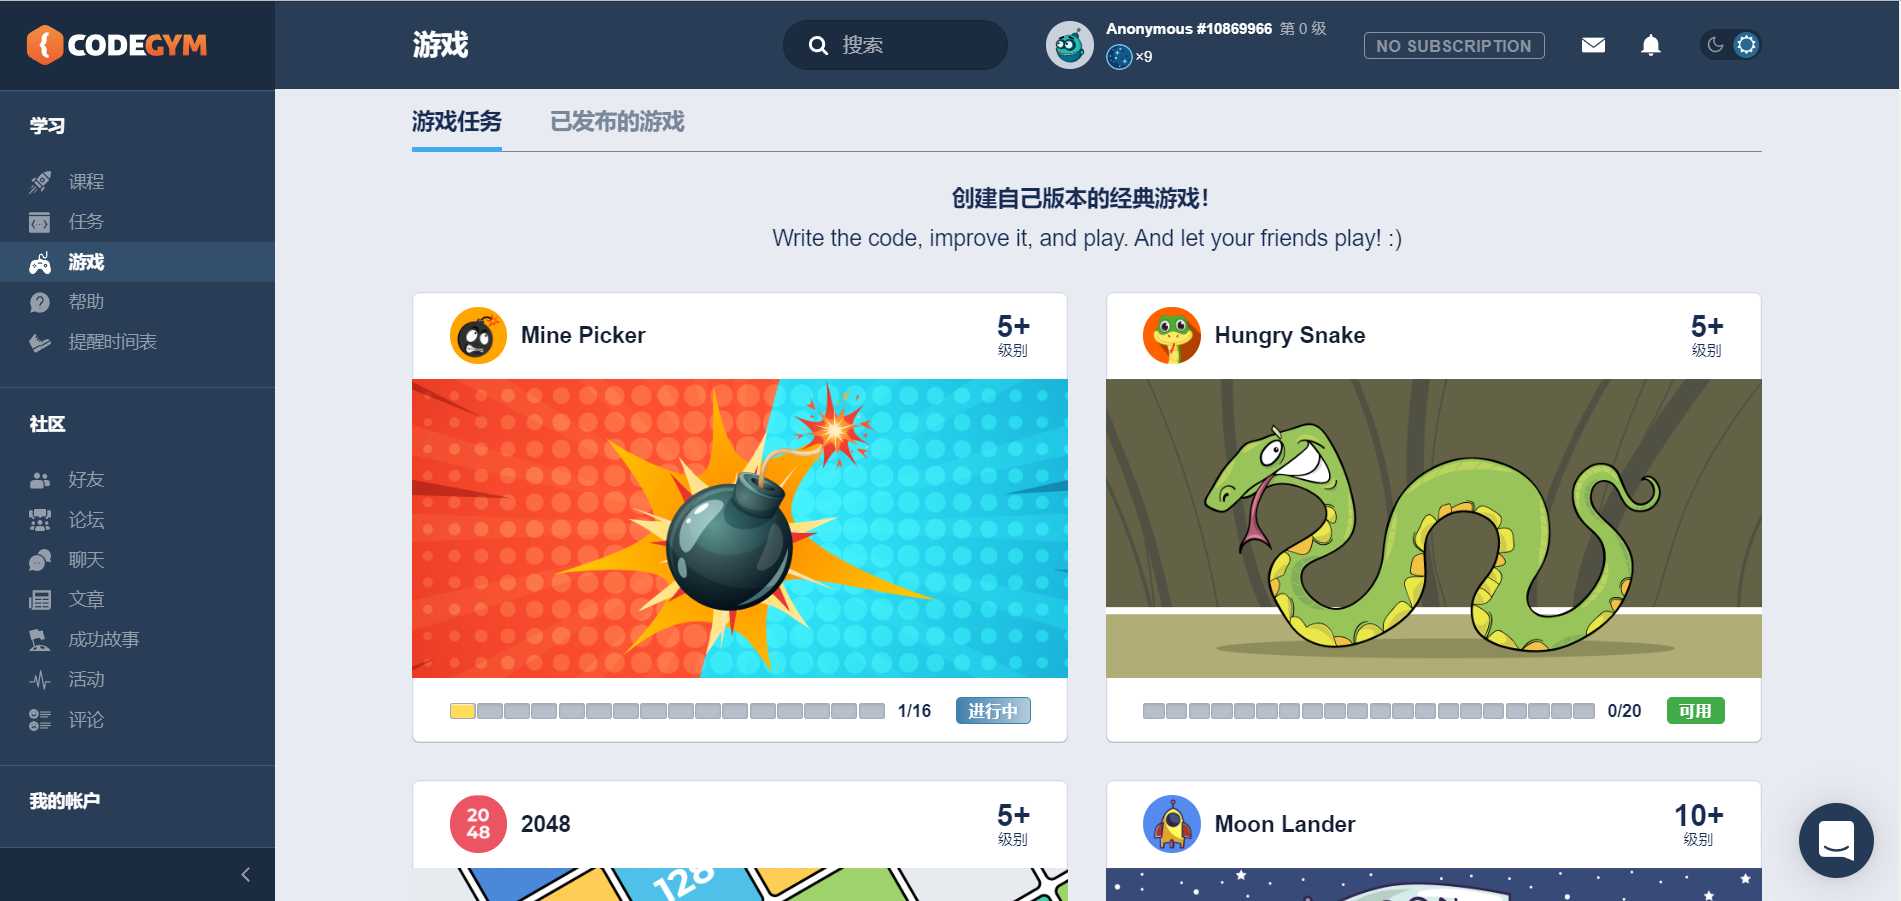 CODEGYM
游戏
搜索
Anonymous #10869966 第 0 级
×9
NO SUBSCRIPTION
学习
课程
任务
游戏
帮助
提醒时间表
社区
好友
论坛
聊天
文章
成功故事
活动
评论
我的帐户
游戏任务
已发布的游戏
创建自己版本的经典游戏!
Write the code, improve it, and play. And let your friends play! :)
Mine Picker
5+
级别
1/16
进行中
Hungry Snake
5+
级别
0/20
可用
20
48
2048
5+
级别
128
Moon Lander
10+
级别